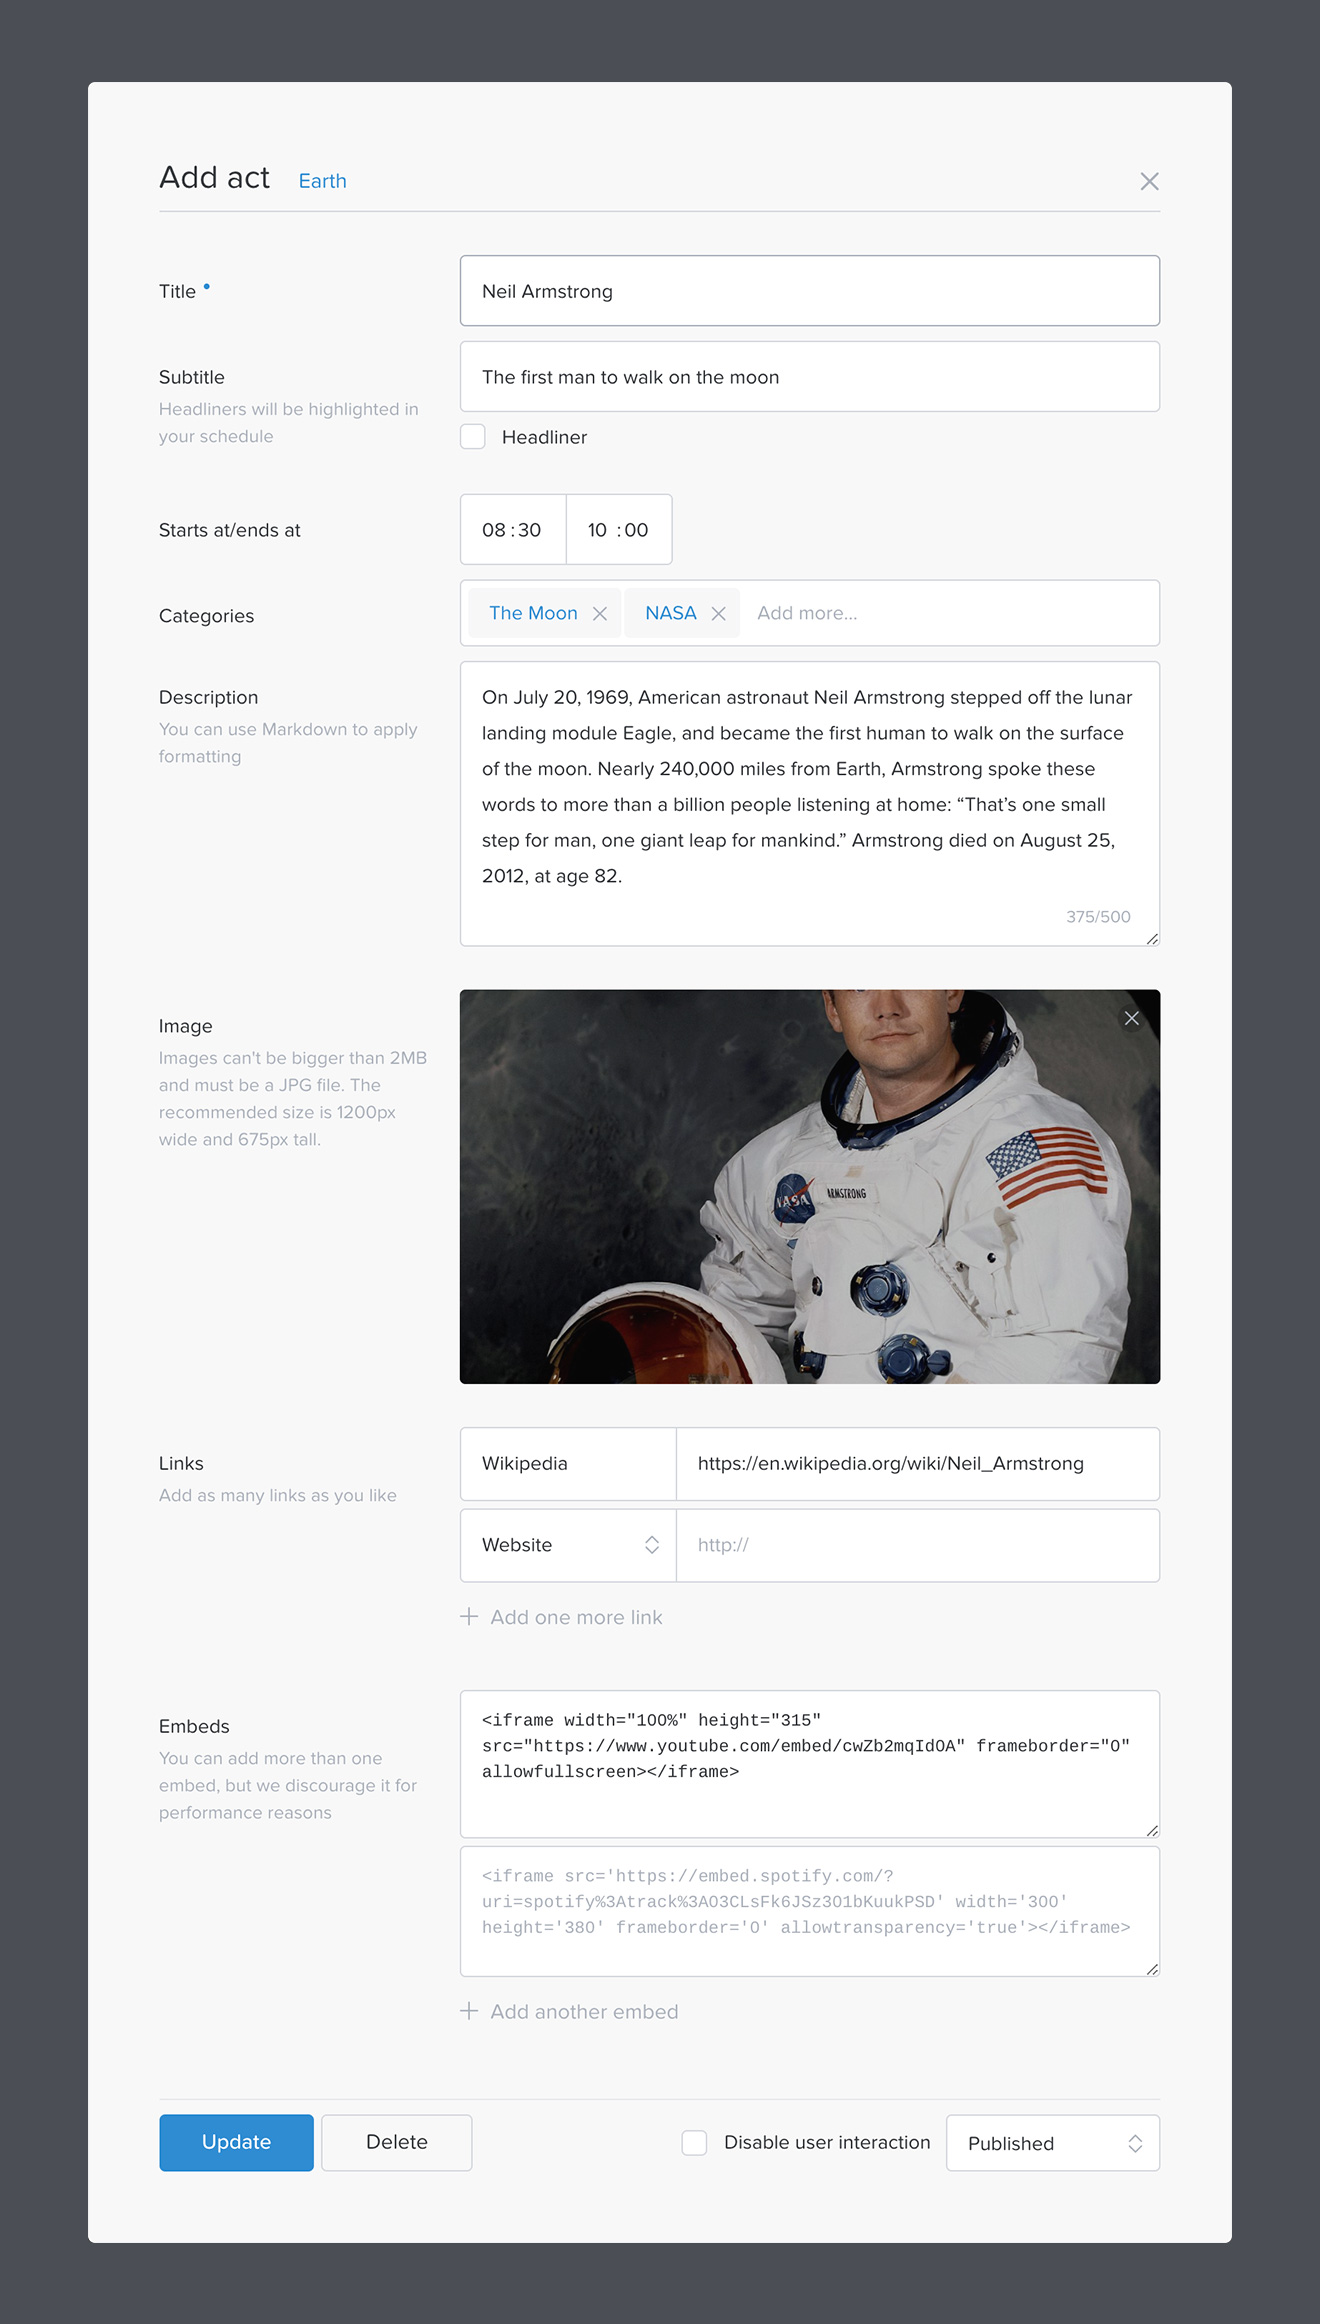 Add act Earth
Title
Neil Armstrong
Subtitle
Headliners will be highlighted in
your schedule
The first man to walk on the moon
Headliner
Starts at/ends at
08 : 30
10 : 00
Categories
The Moon
NASA
Add more...
Description
You can use Markdown to apply
formatting
On July 20, 1969, American astronaut Neil Armstrong stepped off the lunar
landing module Eagle, and became the first human to walk on the surface
of the moon. Nearly 240,000 miles from Earth, Armstrong spoke these
words to more than a billion people listening at home: “That’s one small
step for man, one giant leap for mankind.” Armstrong died on August 25,
2012, at age 82.
375/500
Image
Images can't be bigger than 2MB
and must be a JPG file. The
recommended size is 1200px
wide and 675px tall.
NASA
ARMSTRONG
Links
Add as many links as you like
Wikipedia
https://en.wikipedia.org/wiki/Neil_Armstrong
Website
http://
Add one more link
Embeds
You can add more than one
embed, but we discourage it for
performance reasons
<iframe width="100%" height="315"
src="https://www.youtube.com/embed/cwZb2mqIdOA" frameborder="0"
allowfullscreen></iframe>
<iframe src='https://embed.spotify.com/?
uri=spotify%3Atrack%3AO3CLsFk6JSz3O1bKuukPSD' width='300'
height='380' frameborder='0' allowtransparency='true'></iframe>
Add another embed
Update
Delete
Disable user interaction
Published